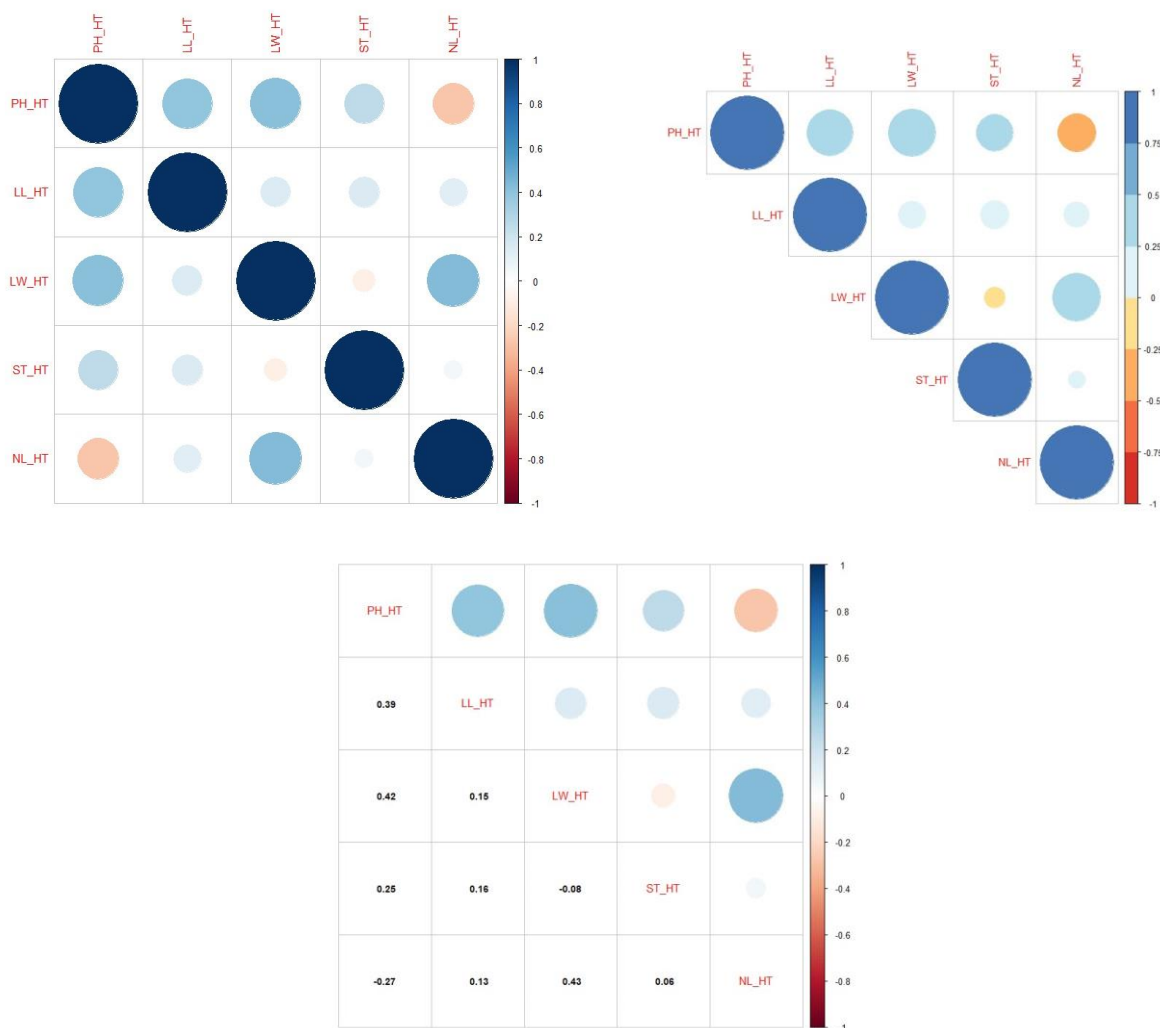 PH_HT LL_HT LW_HT ST_HT NL_HT
PH_HT
LL_HT
LW_HT
ST_HT
NL_HT
1
0.8
0.6
0.4
0.2
0
-0.2
-0.4
-0.6
-0.8
-1
PH_HT LL_HT LW_HT ST_HT NL_HT
PH_HT
LL_HT
LW_HT
ST_HT
NL_HT
1
0.75
0.5
0.25
0
-0.25
-0.5
-0.75
-1
PH_HT
0.39 LL_HT
0.42 0.15 LW_HT
0.25 0.16 -0.08 ST_HT
-0.27 0.13 0.43 0.06 NL_HT
1
0.8
0.6
0.4
0.2
0
-0.2
-0.4
-0.6
-0.8
-1